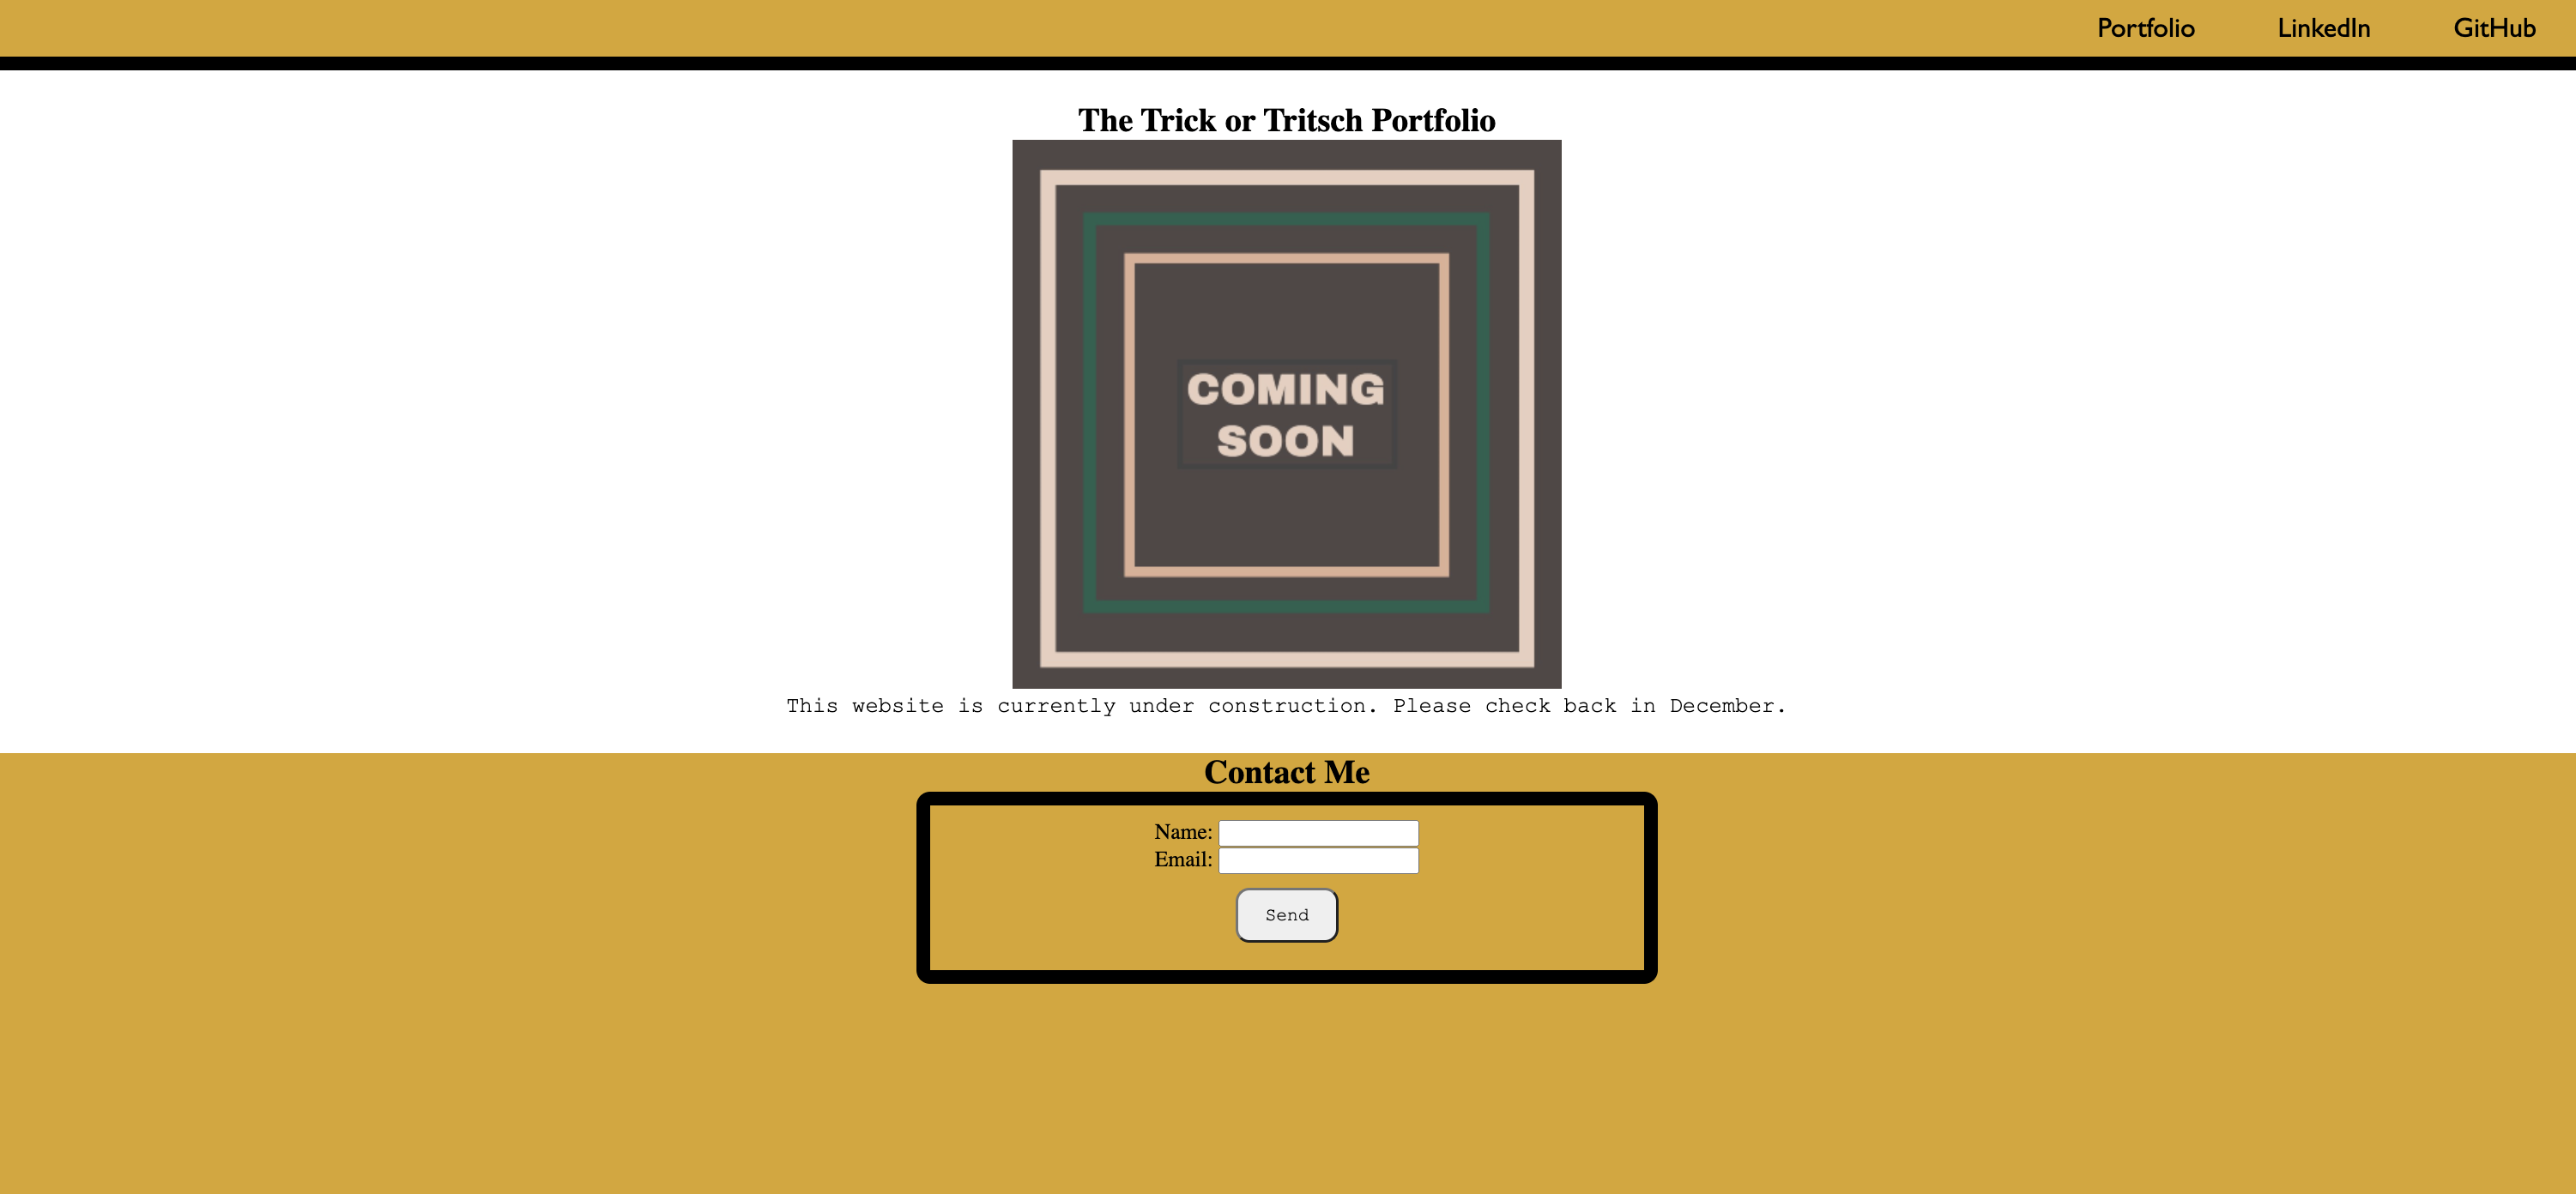 Portfolio LinkedIn GitHub
The Trick or Tritsch Portfolio
COMING
SOON
This website is currently under construction. Please check back in December.
Contact Me
Name:
Email:
Send